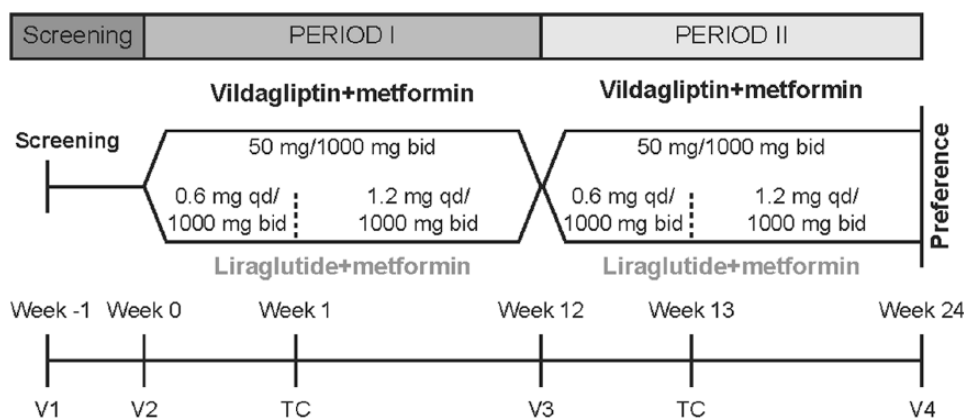 Screening PERIOD I PERIOD II
Vildagliptin+metformin Vildagliptin+metformin
Screening
50 mg/1000 mg bid 50 mg/1000 mg bid
0.6 mg qd/ 1.2 mg qd/ 0.6 mg qd/ 1.2 mg qd/
1000 mg bid 1000 mg bid 1000 mg bid 1000 mg bid
Preference
Liraglutide+metformin Liraglutide+metformin
Week -1 Week 0 Week 1 Week 12 Week 13 Week 24
V1 V2 TC V3 TC V4